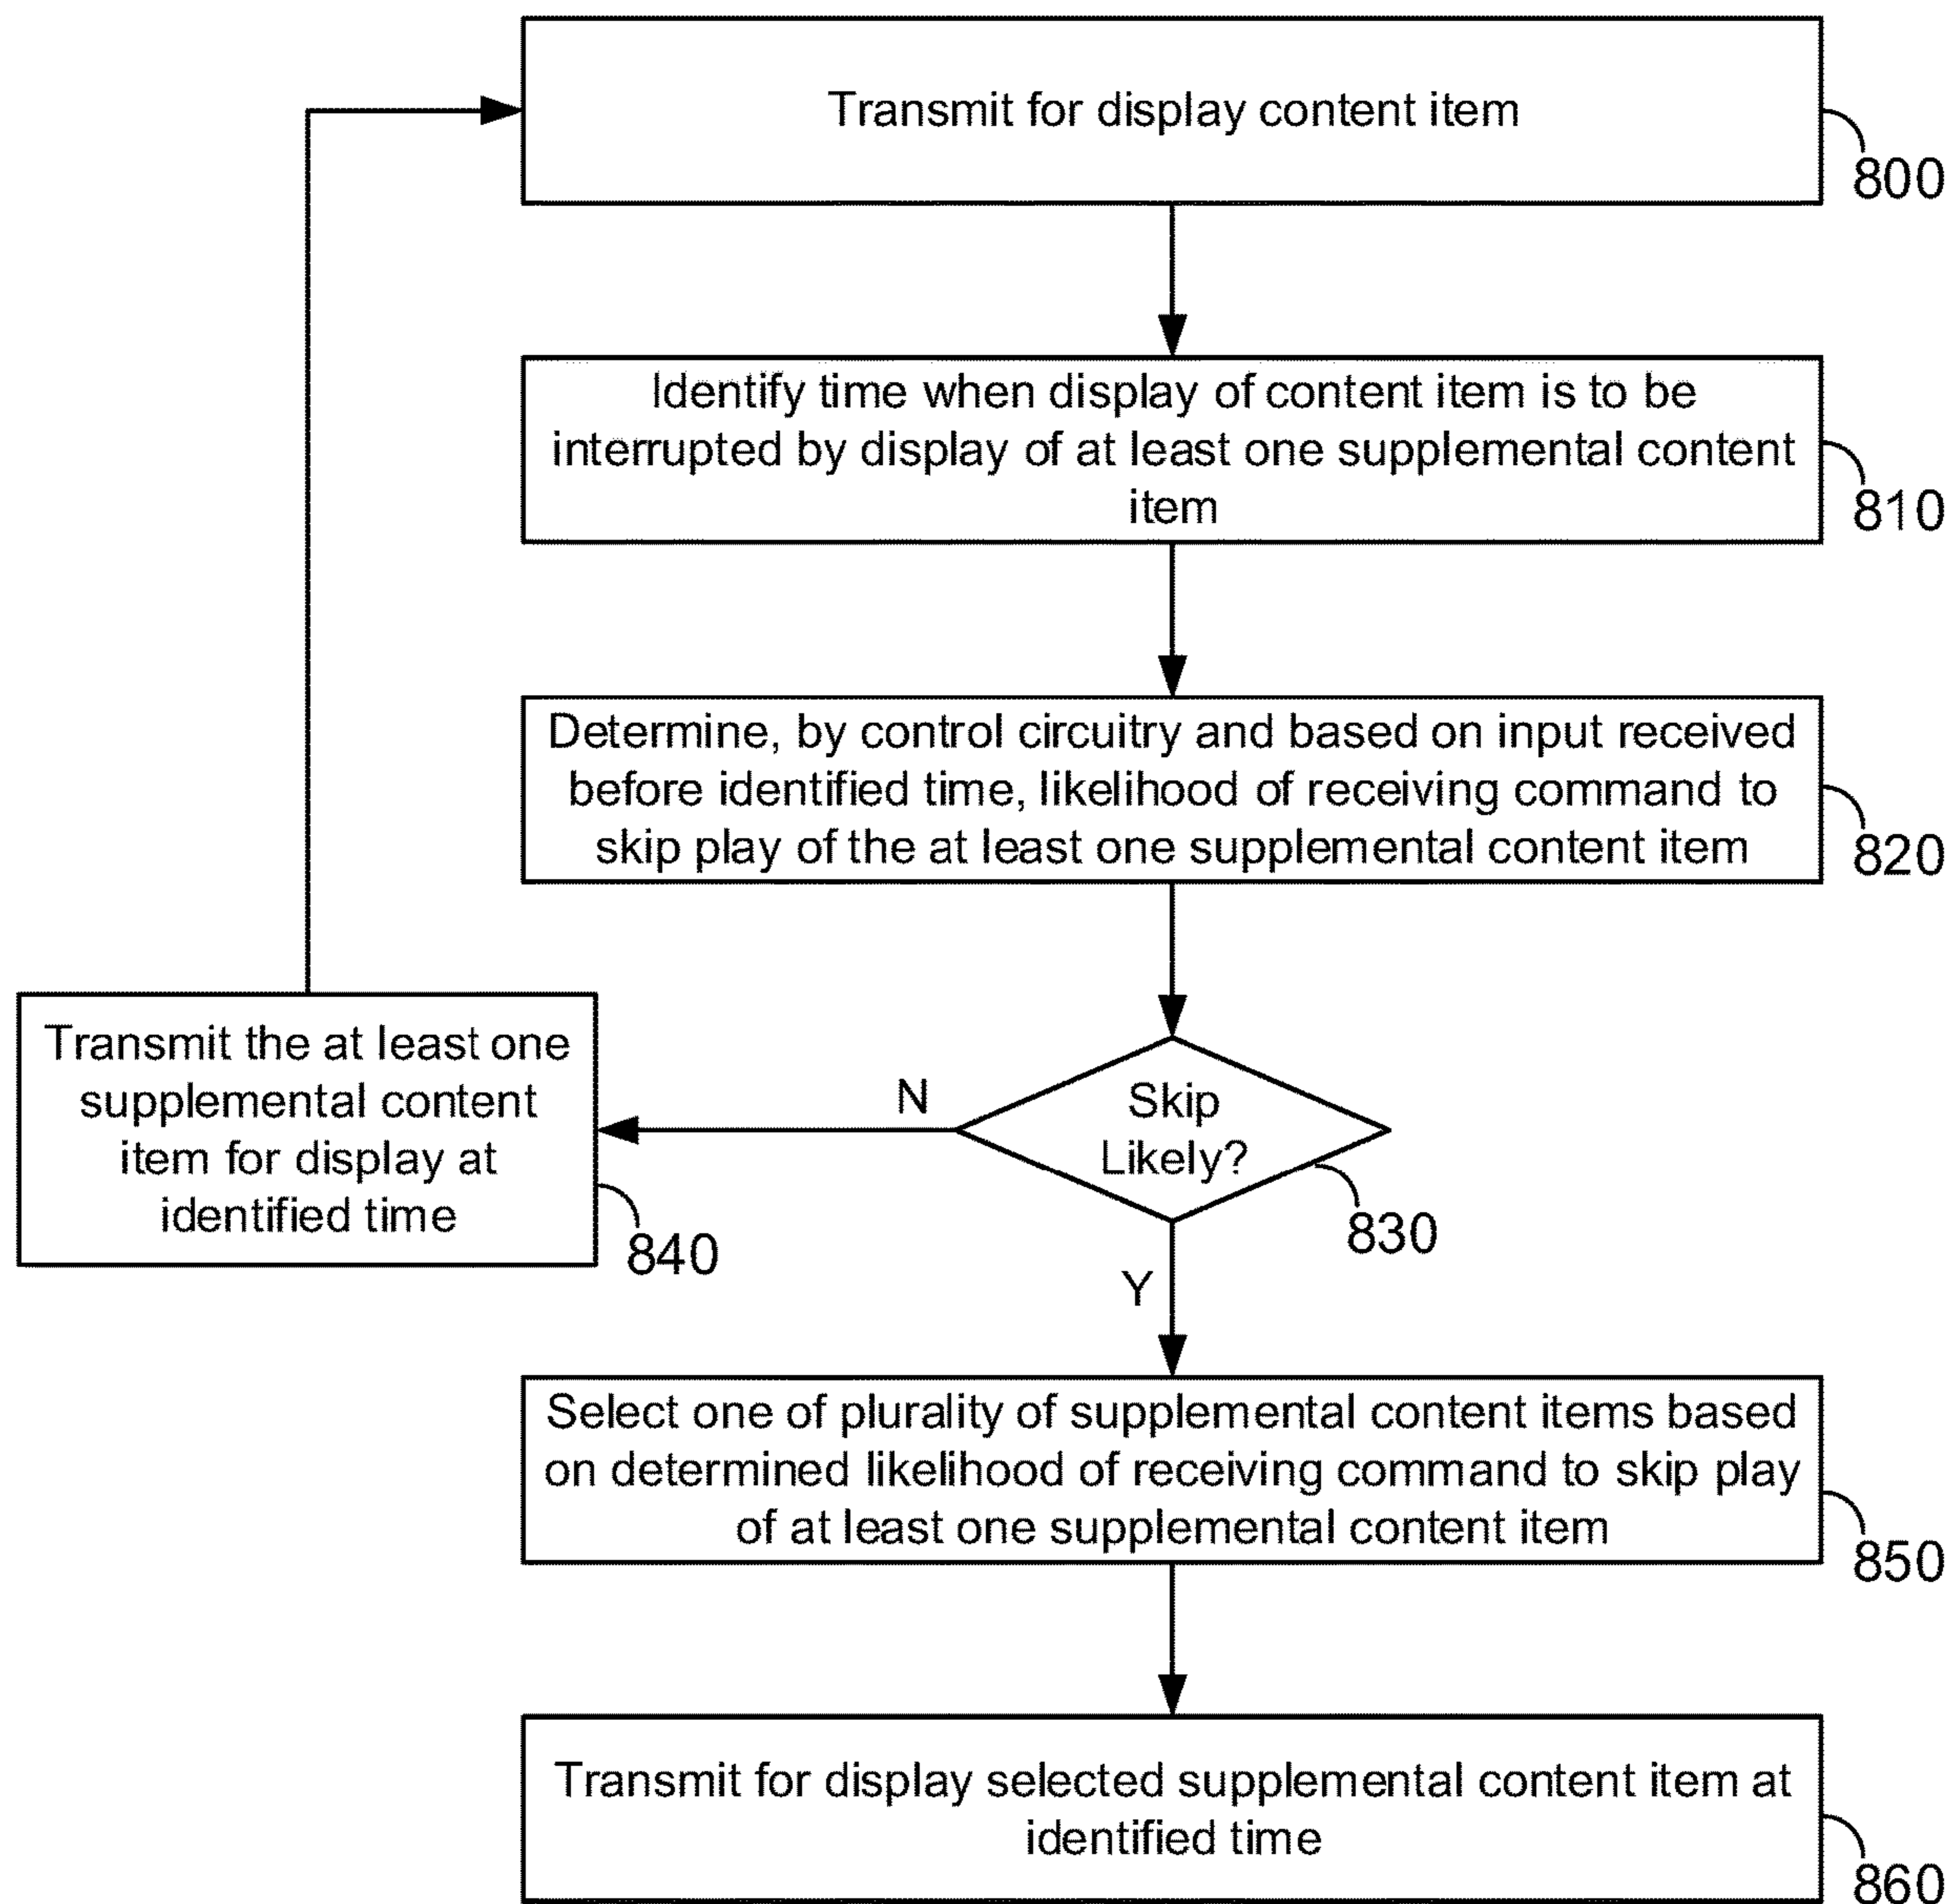 Transmit for display content item
800
Identify time when display of content item is to be
interrupted by display of at least one supplemental content
item
810
Determine, by control circuitry and based on input received
before identified time, likelihood of receiving command to
skip play of the at least one supplemental content item
820
Skip
Likely?
830
N
Transmit the at least one
supplemental content
item for display at
identified time
840
Y
Select one of plurality of supplemental content items based
on determined likelihood of receiving command to skip play
of at least one supplemental content item
850
Transmit for display selected supplemental content item at
identified time
860